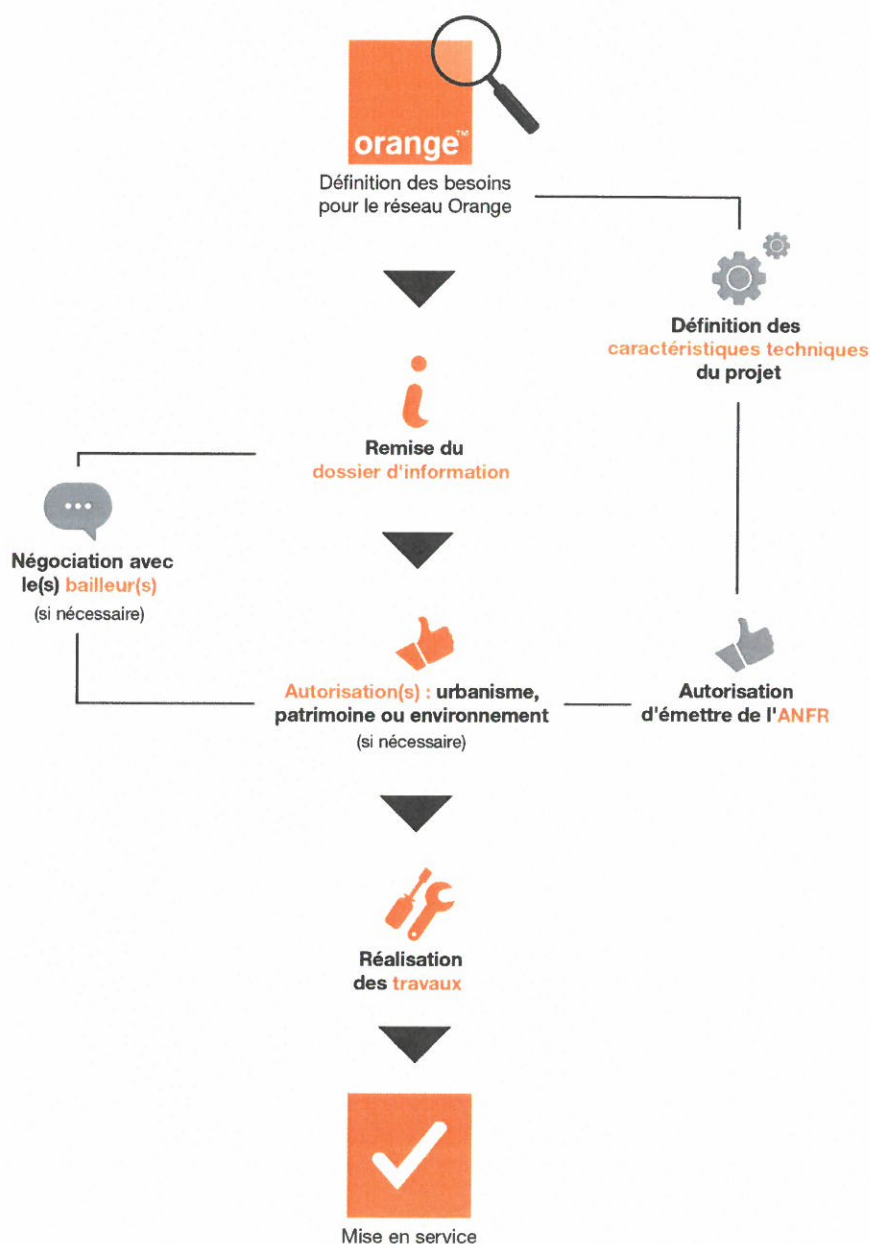 orange™
Définition des besoins
pour le réseau Orange
Définition des
caractéristiques techniques
du projet
Remise du
dossier d'information
Négociation avec
le(s) bailleur(s)
(si nécessaire)
Autorisation(s) : urbanisme,
patrimoine ou environnement
(si nécessaire)
Autorisation
d'émettre de l'ANFR
Réalisation
des travaux
Mise en service